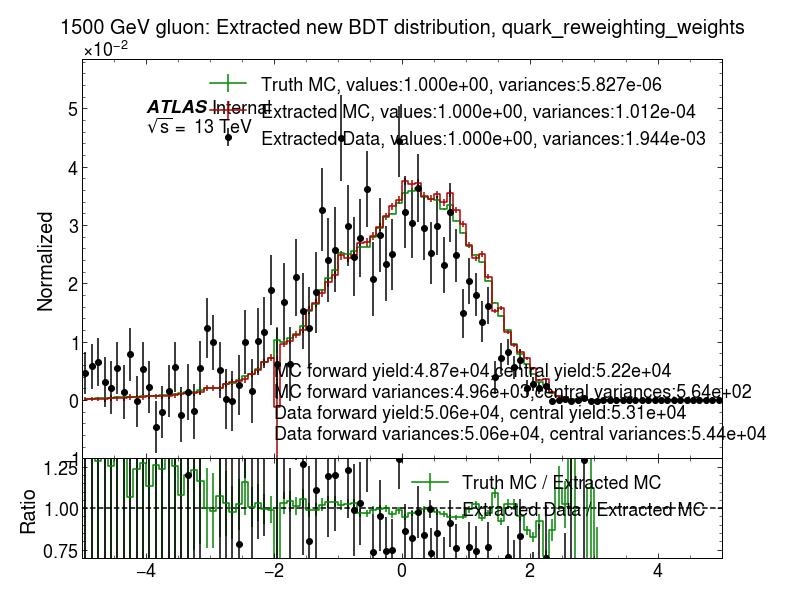 1500 GeV gluon: Extracted new BDT distribution, quark_reweighting_weights
×10⁻²
Truth MC, values:1.000e+00, variances:5.827e-06
ATLAS Internal
Extracted MC, values:1.000e+00, variances:1.012e-04
√s = 13 TeV
Extracted Data, values:1.000e+00, variances:1.944e-03
5
4
3
2
1
0
1
Normalized
MC forward yield:4.87e+04,central yield:5.22e+04
MC forward variances:4.96e+03,central variances:5.64e+02
Data forward yield:5.06e+04, central yield:5.31e+04
Data forward variances:5.06e+04, central variances:5.44e+04
1.25
1.00
0.75
Ratio
Truth MC / Extracted MC
Extracted Data / Extracted MC
−4 −2 0 2 4